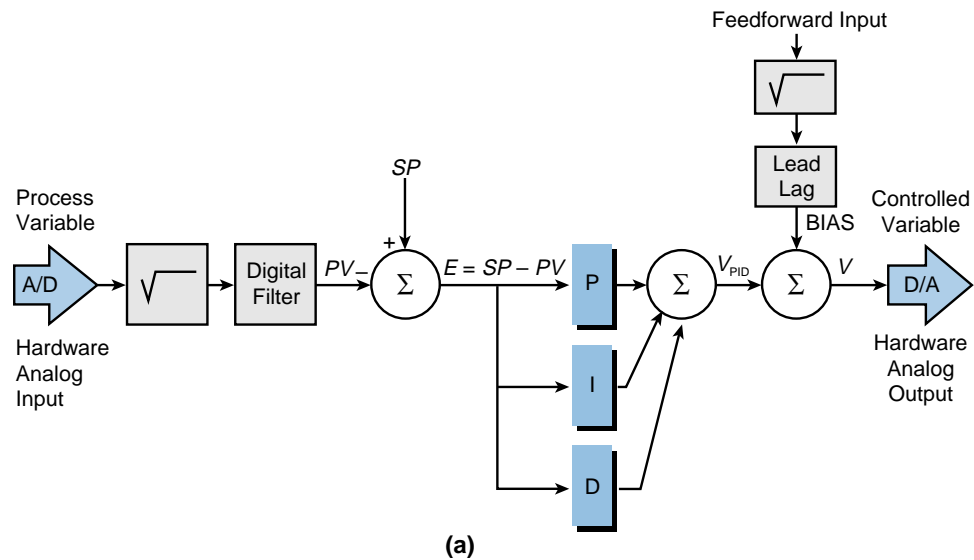 Feedforward Input
√
Lead
Lag
BIAS
SP
+
Process
Variable
A/D
Hardware
Analog
Input
√
Digital
Filter
PV –
Σ
E = SP – PV
P
I
D
Σ
VPID
Σ
V
Controlled
Variable
D/A
Hardware
Analog
Output
(a)